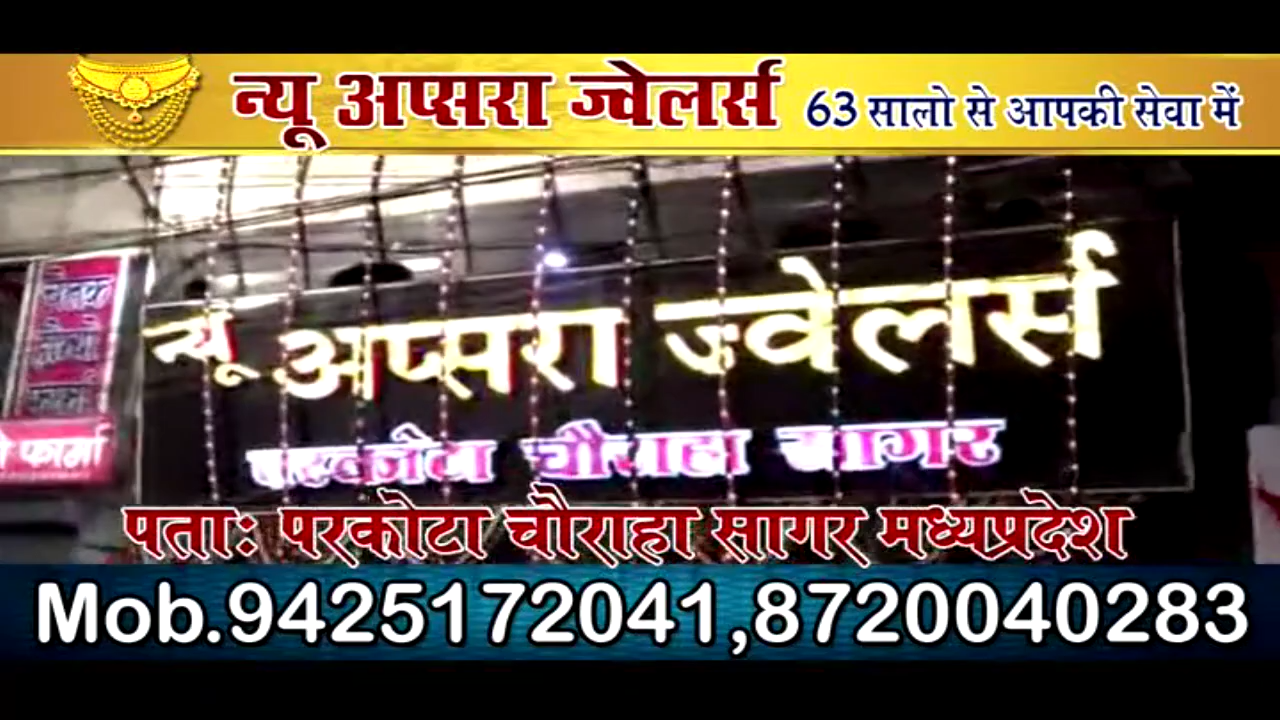 न्यू अप्सरा ज्वेलर्स 63 सालो से आपकी सेवा में
न्यू अप्सरा ज्वेलर्स
परकोटा चौराहा सागर
फार्मा
पताः परकोटा चौराहा सागर मध्यप्रदेश
Mob.9425172041,8720040283